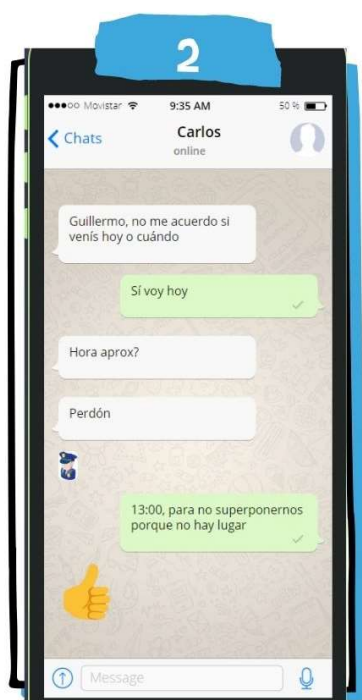 2
Movistar 9:35 AM 50 %
Chats Carlos
online
Guillermo, no me acuerdo si
venís hoy o cuándo
Sí voy hoy
Hora aprox?
Perdón
13:00, para no superponernos
porque no hay lugar
Message